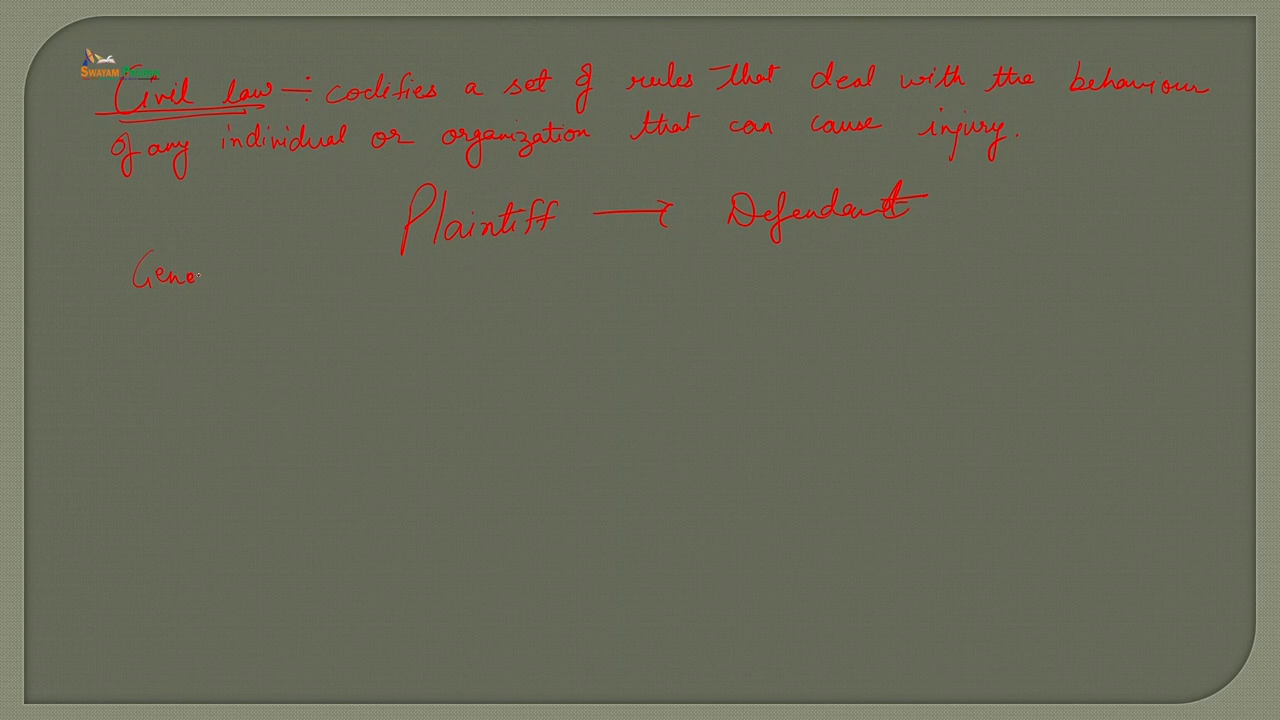 Civil law :- codifies a set of rules that deal with the behaviour
of any individual or organization that can cause injury.
Plaintiff → Defendant
Gene